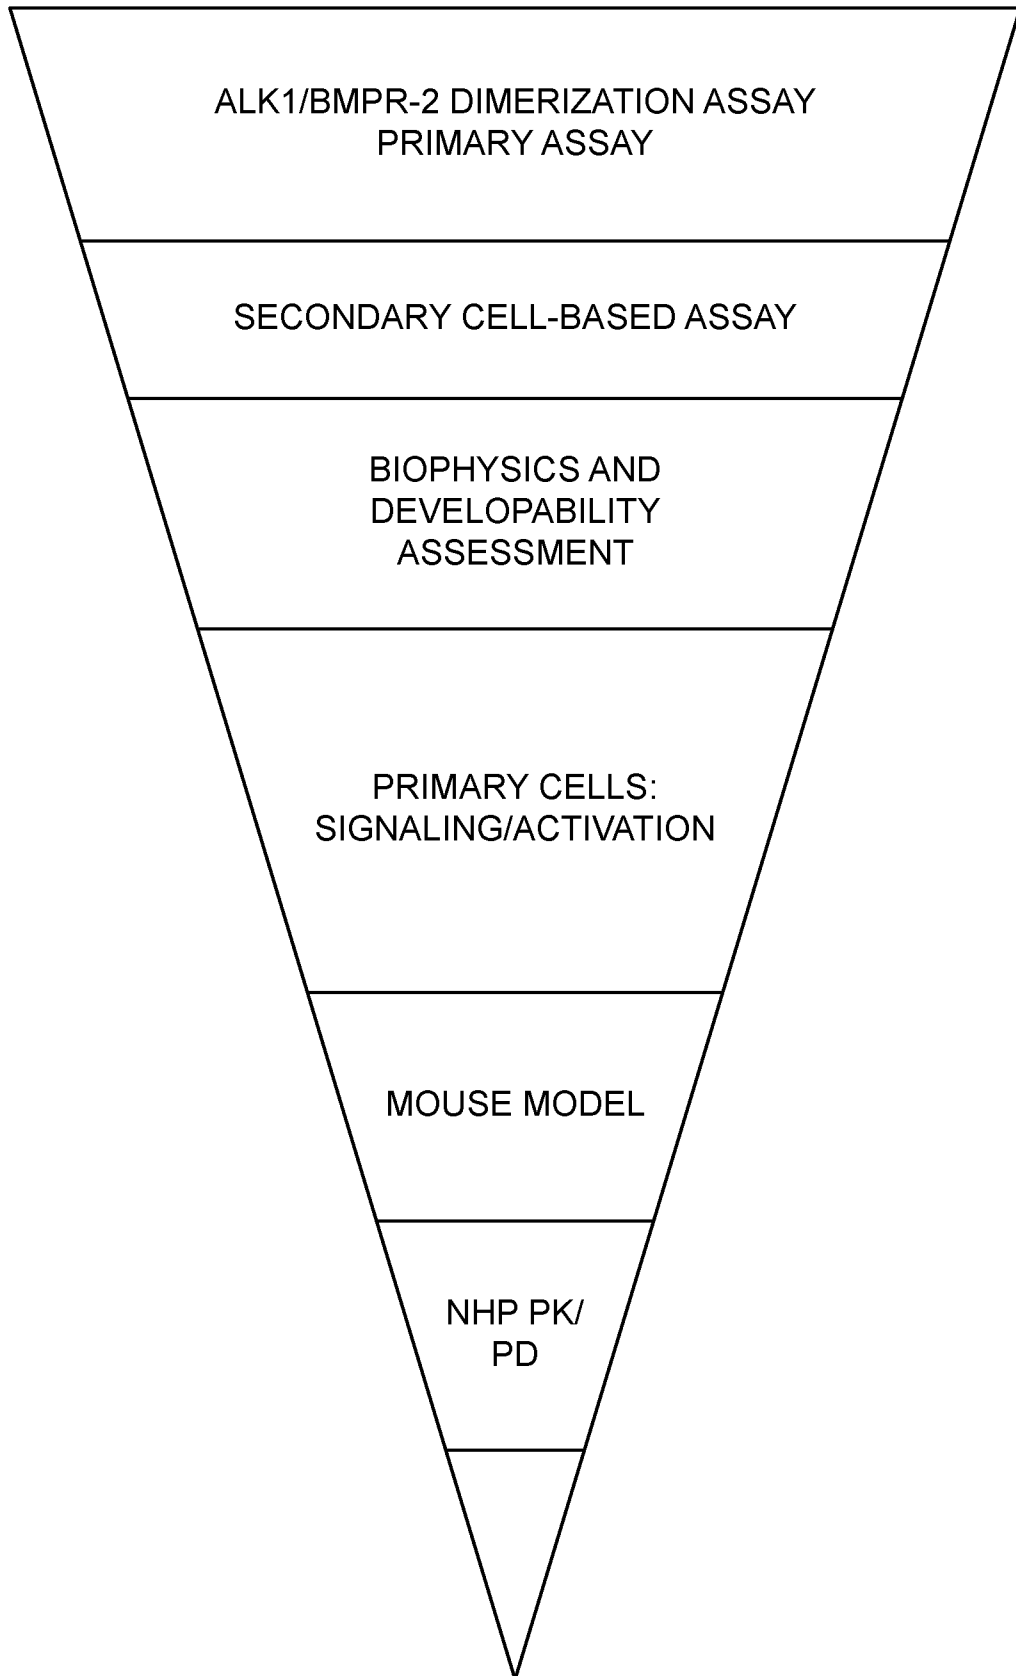 ALK1/BMPR-2 DIMERIZATION ASSAY
PRIMARY ASSAY
SECONDARY CELL-BASED ASSAY
BIOPHYSICS AND
DEVELOPABILITY
ASSESSMENT
PRIMARY CELLS:
SIGNALING/ACTIVATION
MOUSE MODEL
NHP PK/
PD